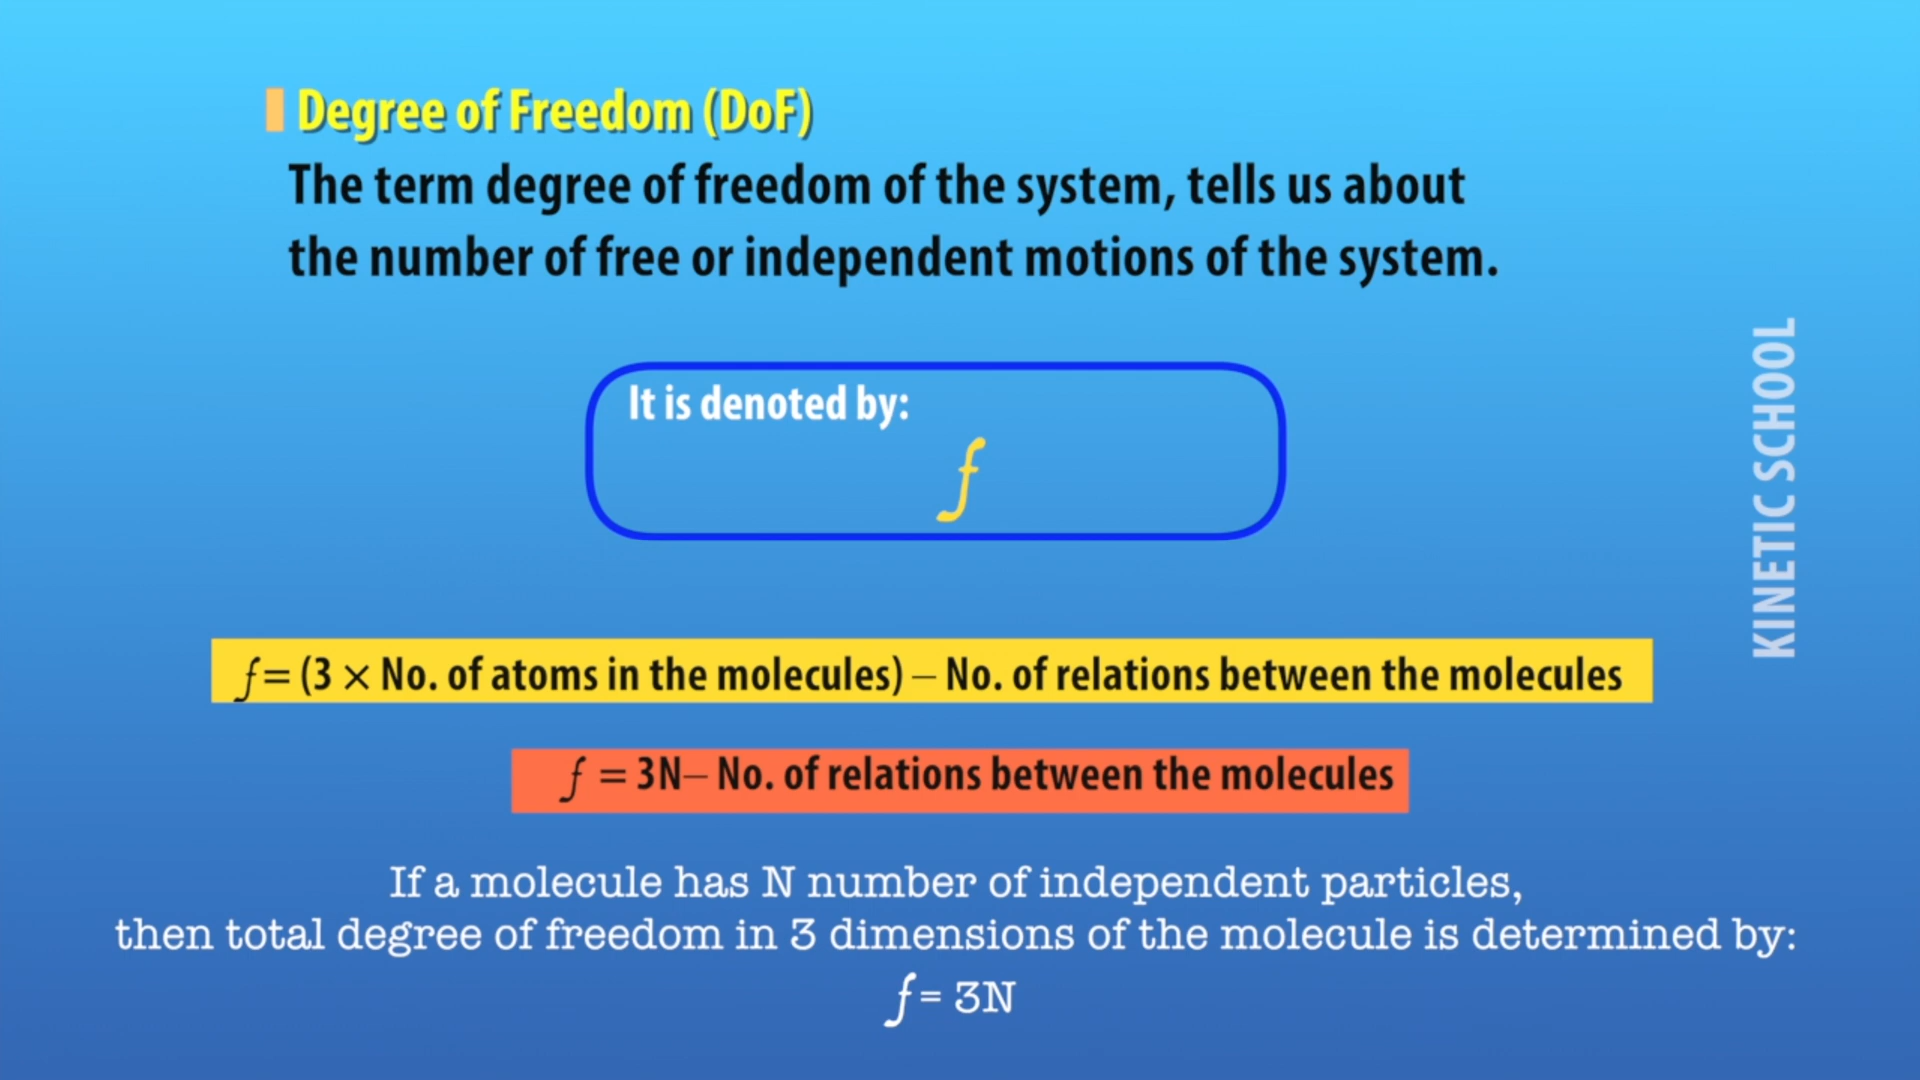 Degree of Freedom (DoF)
The term degree of freedom of the system, tells us about
the number of free or independent motions of the system.
It is denoted by:
f
f = (3 × No. of atoms in the molecules) – No. of relations between the molecules
f = 3N– No. of relations between the molecules
If a molecule has N number of independent particles,
then total degree of freedom in 3 dimensions of the molecule is determined by:
f = 3N
KINETIC SCHOOL